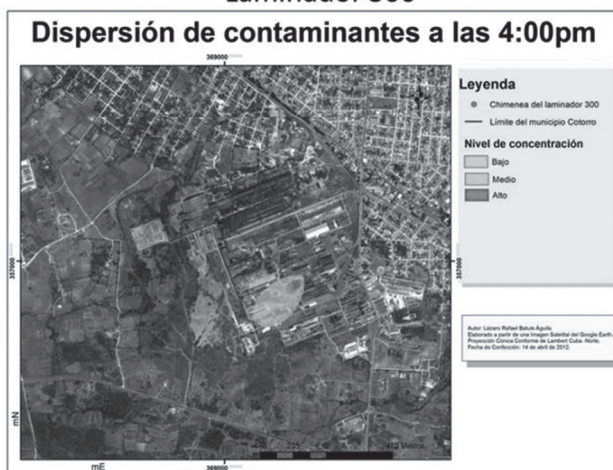 Laminador 300
Dispersión de contaminantes a las 4:00pm
369000
357000
357000
mN
mE
369000
235
470 Metros
Leyenda
Chimenea del laminador 300
Límite del municipio Cotorro
Nivel de concentración
Bajo
Medio
Alto
Autor: Lázaro Rafael Batule Águila.
Elaborado a partir de una Imagen Satelital del Google Earth.
Proyección Cónica Conforme de Lambert Cuba -Norte.
Fecha de Confección: 14 de abril de 2012.